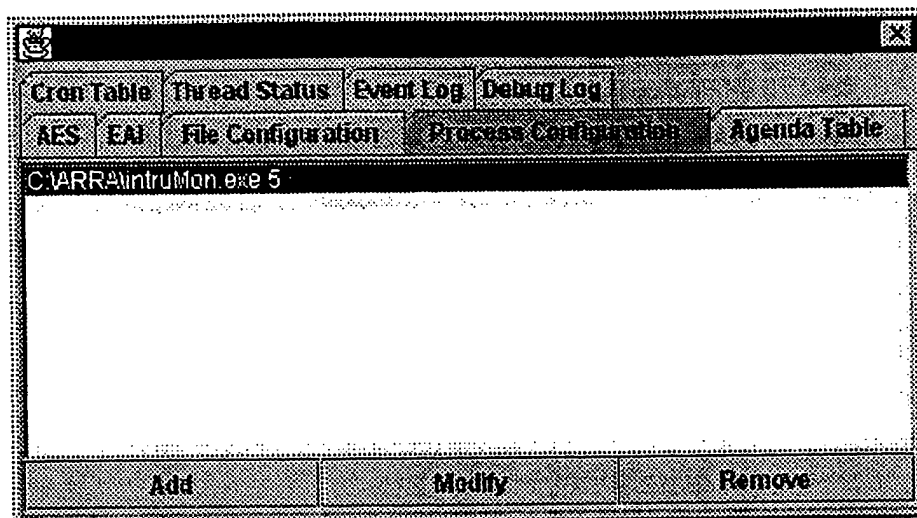 Cron Table Thread Status Event Log Debug Log
AES EAI File Configuration Process Configuration Agenda Table
C:\ARRA\intruMon.exe 5
Add Modify Remove